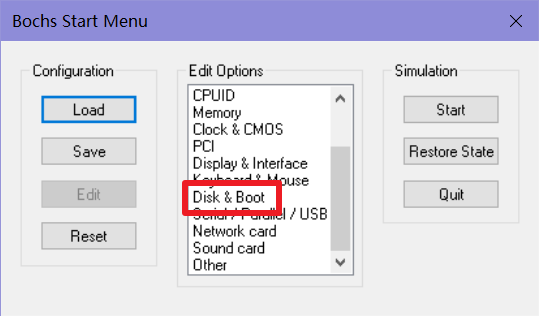 Bochs Start Menu
Configuration
Load
Save
Edit
Reset
Edit Options
CPUID
Memory
Clock & CMOS
PCI
Display & Interface
Keyboard & Mouse
Disk & Boot
Serial / Parallel / USB
Network card
Sound card
Other
Simulation
Start
Restore State
Quit